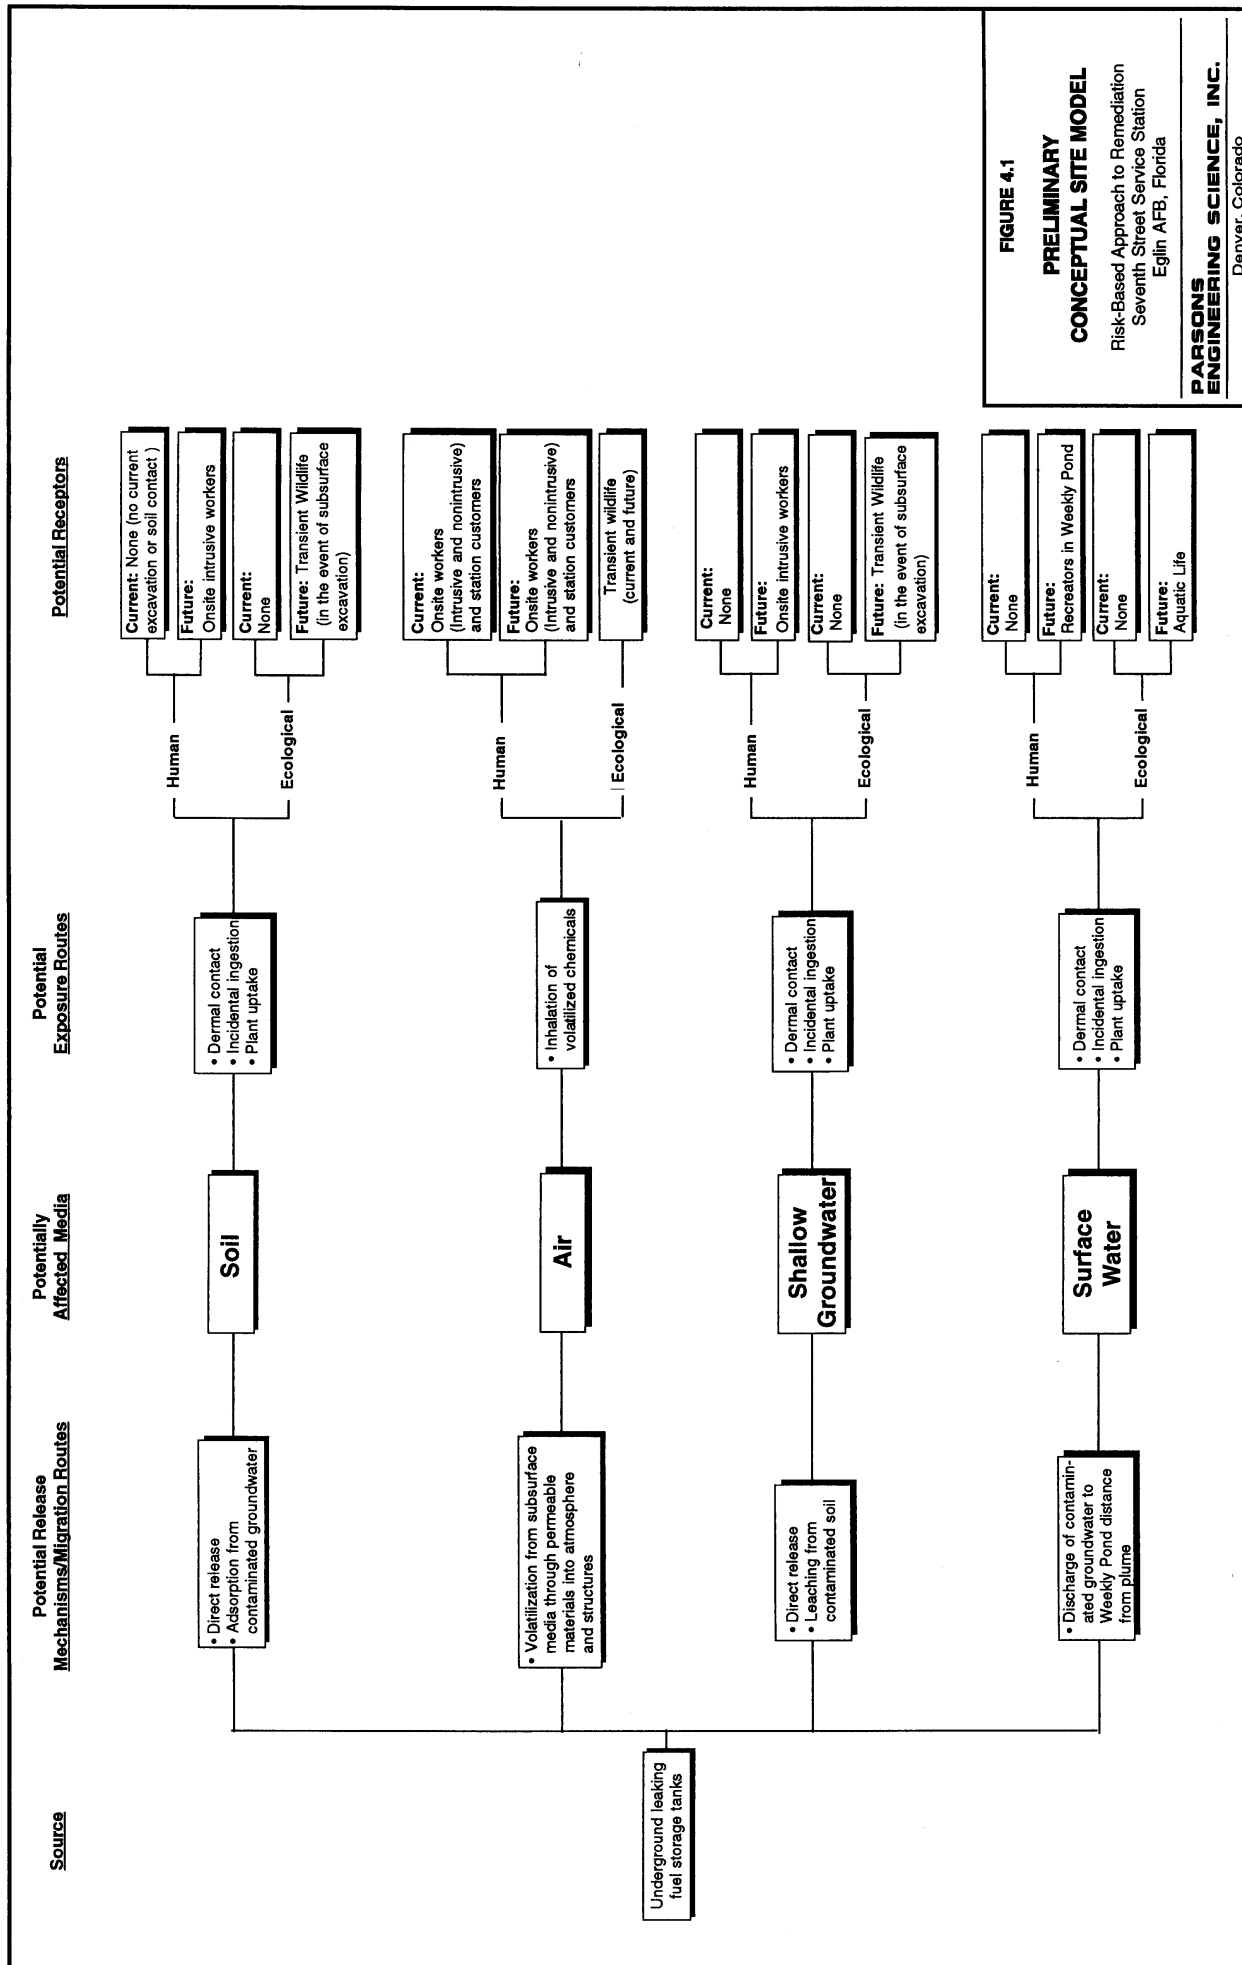 Source
Potential Release
Mechanisms/Migration Routes
Potentially
Affected Media
Potential
Exposure Routes
Potential Receptors
Underground leaking
fuel storage tanks
• Direct release
• Adsorption from
contaminated groundwater
Soil
• Dermal contact
• Incidental ingestion
• Plant uptake
Human
Current: None (no current
excavation or soil contact )
Future:
Onsite intrusive workers
Ecological
Current:
None
Future: Transient Wildlife
(in the event of subsurface
excavation)
• Volatilization from subsurface
media through permeable
materials into atmosphere
and structures
Air
• Inhalation of
volatilized chemicals
Human
Current:
Onsite workers
(Intrusive and nonintrusive)
and station customers
Future:
Onsite workers
(Intrusive and nonintrusive)
and station customers
Ecological
Transient wildlife
(current and future)
• Direct release
• Leaching from
contaminated soil
Shallow
Groundwater
• Dermal contact
• Incidental ingestion
• Plant uptake
Human
Current:
None
Future:
Onsite intrusive workers
Ecological
Current:
None
Future: Transient Wildlife
(in the event of subsurface
excavation)
• Discharge of contamin-
ated groundwater to
Weekly Pond distance
from plume
Surface
Water
• Dermal contact
• Incidental ingestion
• Plant uptake
Human
Current:
None
Future:
Recreators in Weekly Pond
Ecological
Current:
None
Future:
Aquatic Life
FIGURE 4.1
PRELIMINARY
CONCEPTUAL SITE MODEL
Risk-Based Approach to Remediation
Seventh Street Service Station
Eglin AFB, Florida
PARSONS
ENGINEERING SCIENCE, INC.
Denver, Colorado